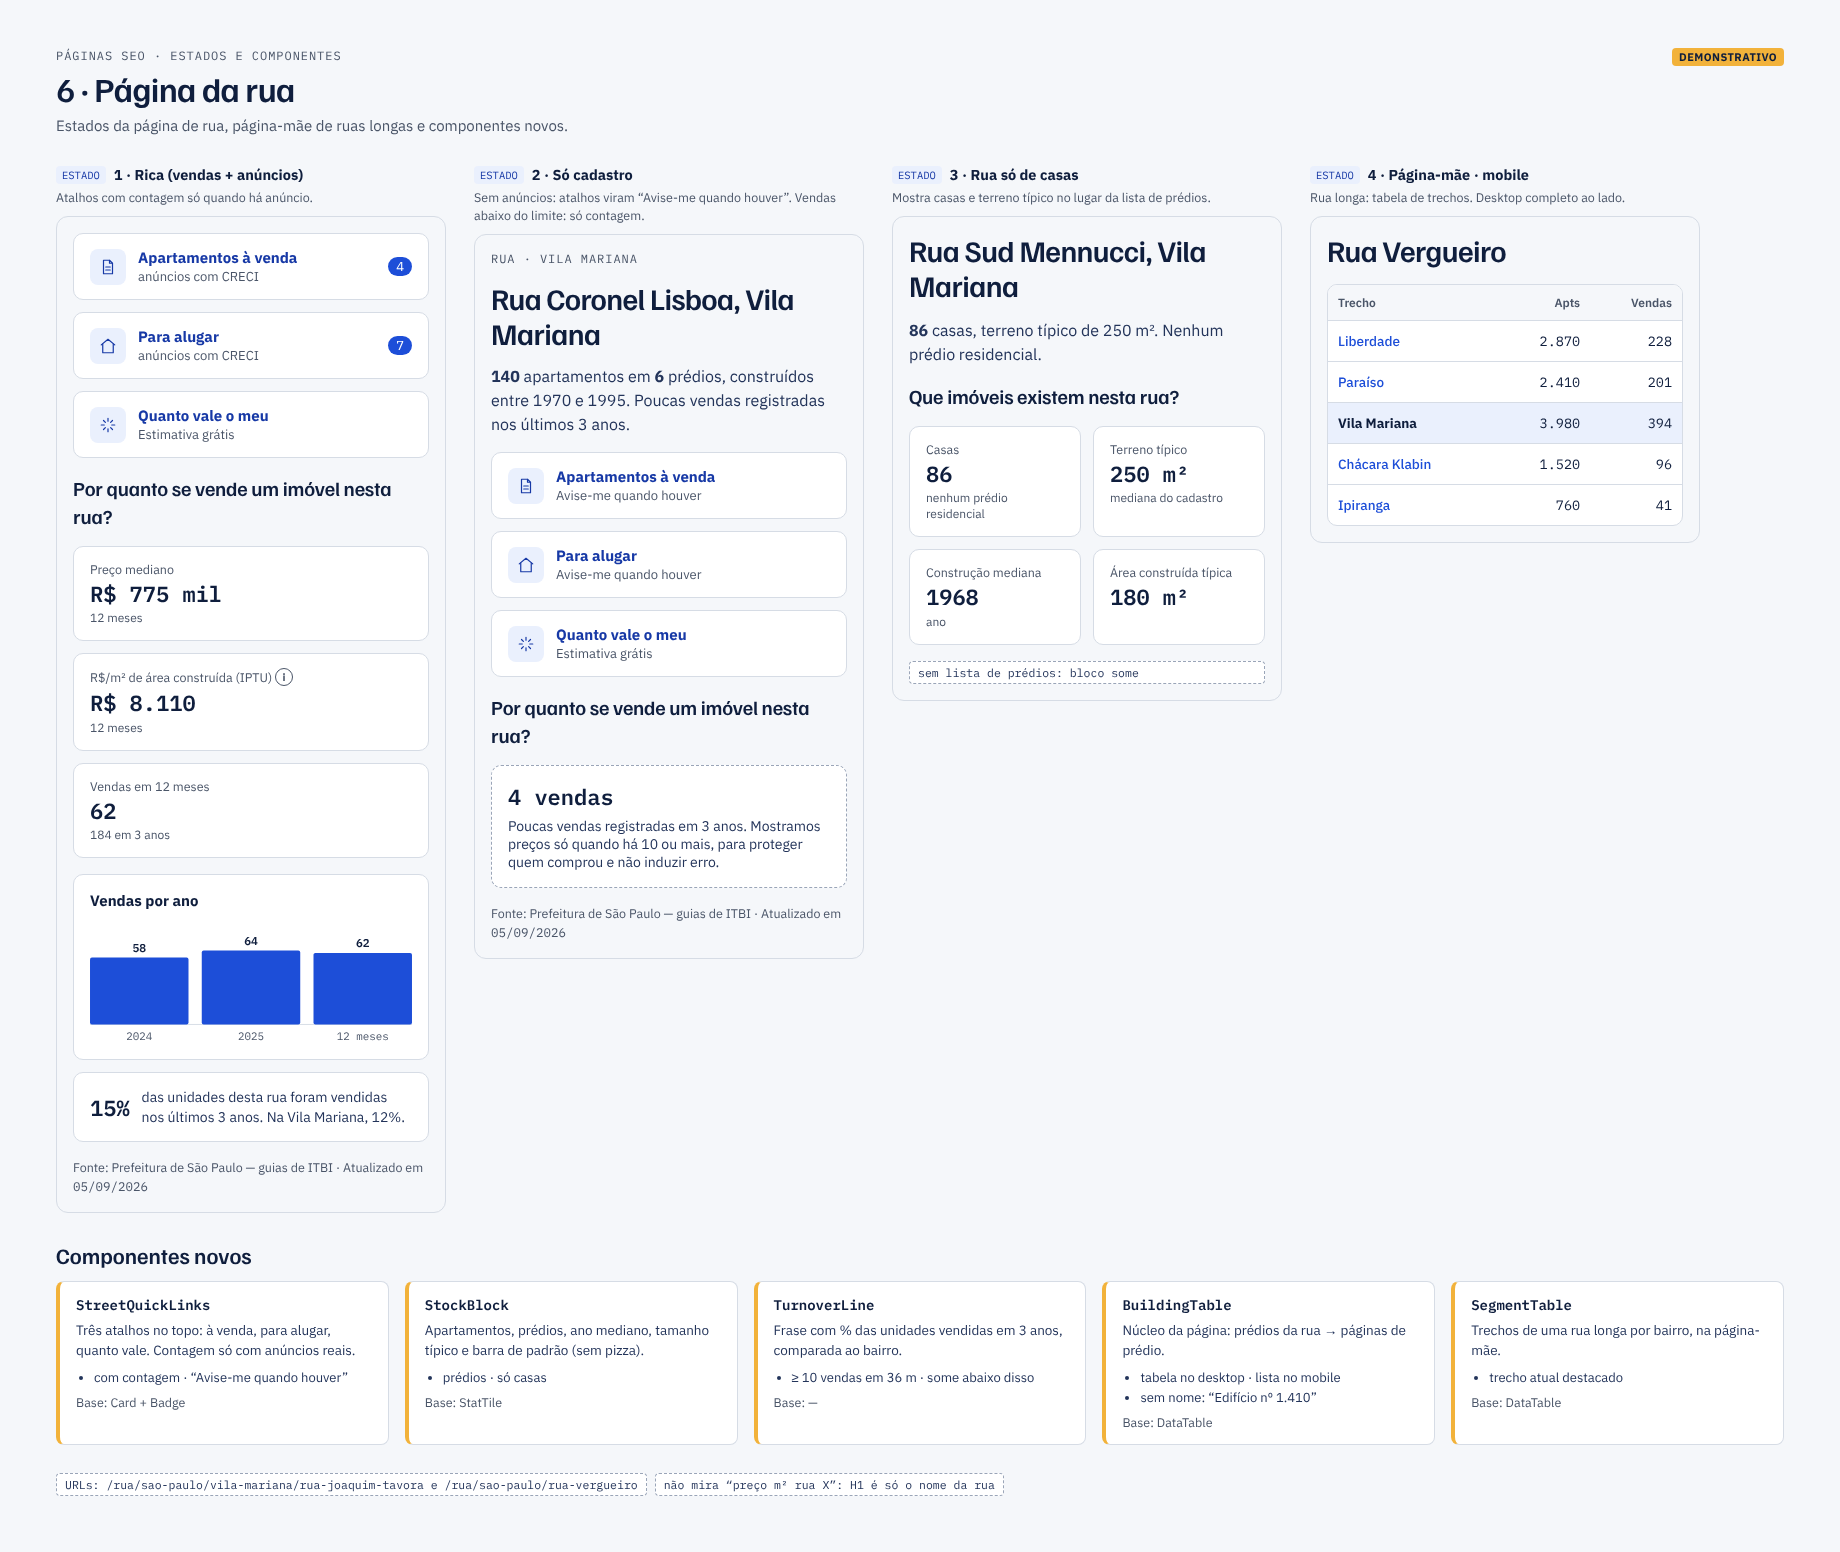 PÁGINAS SEO · ESTADOS E COMPONENTES
DEMONSTRATIVO
6 · Página da rua
Estados da página de rua, página-mãe de ruas longas e componentes novos.
ESTADO 1 · Rica (vendas + anúncios)
Atalhos com contagem só quando há anúncio.
Apartamentos à venda
anúncios com CRECI
4
Para alugar
anúncios com CRECI
7
Quanto vale o meu
Estimativa grátis
Por quanto se vende um imóvel nesta
rua?
Preço mediano
R$ 775 mil
12 meses
R$/m² de área construída (IPTU) i
R$ 8.110
12 meses
Vendas em 12 meses
62
184 em 3 anos
Vendas por ano
58 64 62
2024 2025 12 meses
15% das unidades desta rua foram vendidas
nos últimos 3 anos. Na Vila Mariana, 12%.
Fonte: Prefeitura de São Paulo — guias de ITBI · Atualizado em
05/09/2026
ESTADO 2 · Só cadastro
Sem anúncios: atalhos viram “Avise-me quando houver”. Vendas
abaixo do limite: só contagem.
RUA · VILA MARIANA
Rua Coronel Lisboa, Vila
Mariana
140 apartamentos em 6 prédios, construídos
entre 1970 e 1995. Poucas vendas registradas
nos últimos 3 anos.
Apartamentos à venda
Avise-me quando houver
Para alugar
Avise-me quando houver
Quanto vale o meu
Estimativa grátis
Por quanto se vende um imóvel nesta
rua?
4 vendas
Poucas vendas registradas em 3 anos. Mostramos
preços só quando há 10 ou mais, para proteger
quem comprou e não induzir erro.
Fonte: Prefeitura de São Paulo — guias de ITBI · Atualizado em
05/09/2026
ESTADO 3 · Rua só de casas
Mostra casas e terreno típico no lugar da lista de prédios.
Rua Sud Mennucci, Vila
Mariana
86 casas, terreno típico de 250 m². Nenhum
prédio residencial.
Que imóveis existem nesta rua?
Casas
86
nenhum prédio
residencial
Terreno típico
250 m²
mediana do cadastro
Construção mediana
1968
ano
Área construída típica
180 m²
sem lista de prédios: bloco some
ESTADO 4 · Página-mãe · mobile
Rua longa: tabela de trechos. Desktop completo ao lado.
Rua Vergueiro
Trecho Apts Vendas
Liberdade 2.870 228
Paraíso 2.410 201
Vila Mariana 3.980 394
Chácara Klabin 1.520 96
Ipiranga 760 41
Componentes novos
StreetQuickLinks
Três atalhos no topo: à venda, para alugar,
quanto vale. Contagem só com anúncios reais.
• com contagem · “Avise-me quando houver”
Base: Card + Badge
StockBlock
Apartamentos, prédios, ano mediano, tamanho
típico e barra de padrão (sem pizza).
• prédios · só casas
Base: StatTile
TurnoverLine
Frase com % das unidades vendidas em 3 anos,
comparada ao bairro.
• ≥ 10 vendas em 36 m · some abaixo disso
Base: —
BuildingTable
Núcleo da página: prédios da rua → páginas de
prédio.
• tabela no desktop · lista no mobile
• sem nome: “Edifício nº 1.410”
Base: DataTable
SegmentTable
Trechos de uma rua longa por bairro, na página-
mãe.
• trecho atual destacado
Base: DataTable
URLs: /rua/sao-paulo/vila-mariana/rua-joaquim-tavora e /rua/sao-paulo/rua-vergueiro
não mira “preço m² rua X”: H1 é só o nome da rua